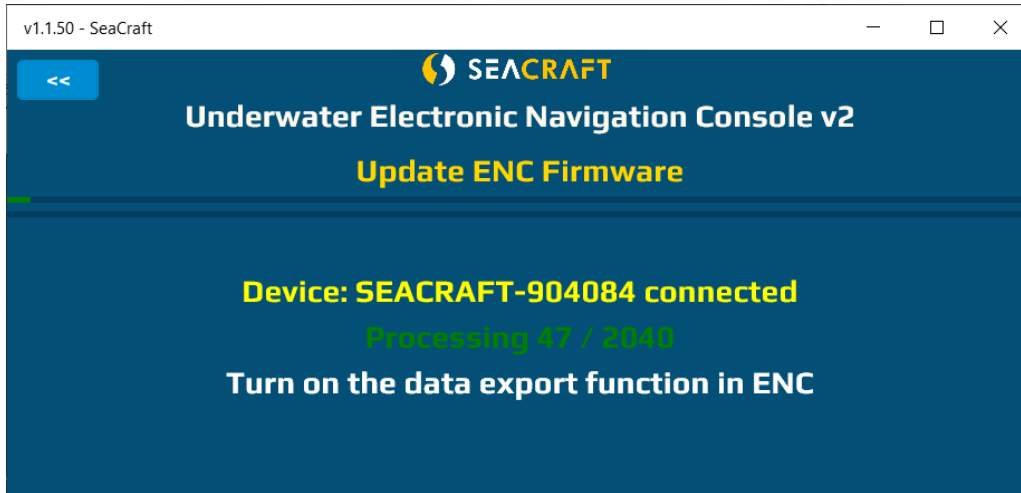 v1.1.50 - SeaCraft
<<
SEACRAFT
Underwater Electronic Navigation Console v2
Update ENC Firmware
Device: SEACRAFT-904084 connected
Processing 47 / 2040
Turn on the data export function in ENC